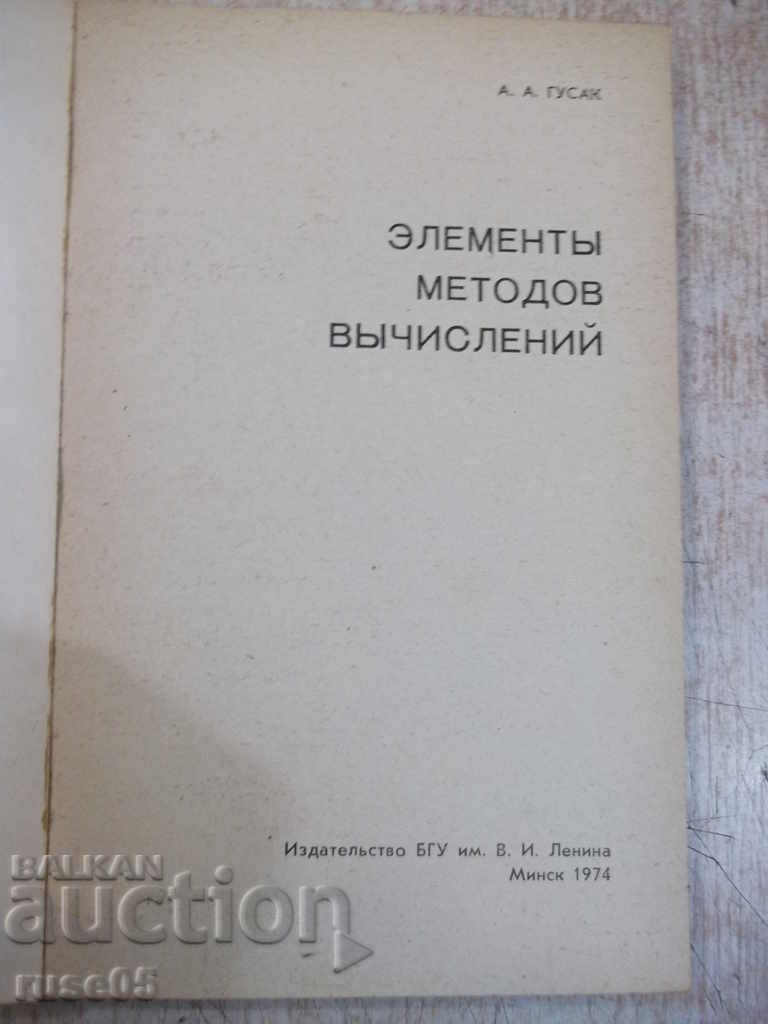 А. А. ГУСАК
ЭЛЕМЕНТЫ
МЕТОДОВ
ВЫЧИСЛЕНИЙ
Издательство БГУ им. В. И. Ленина
Минск 1974
BALKAN
auction
ruse05